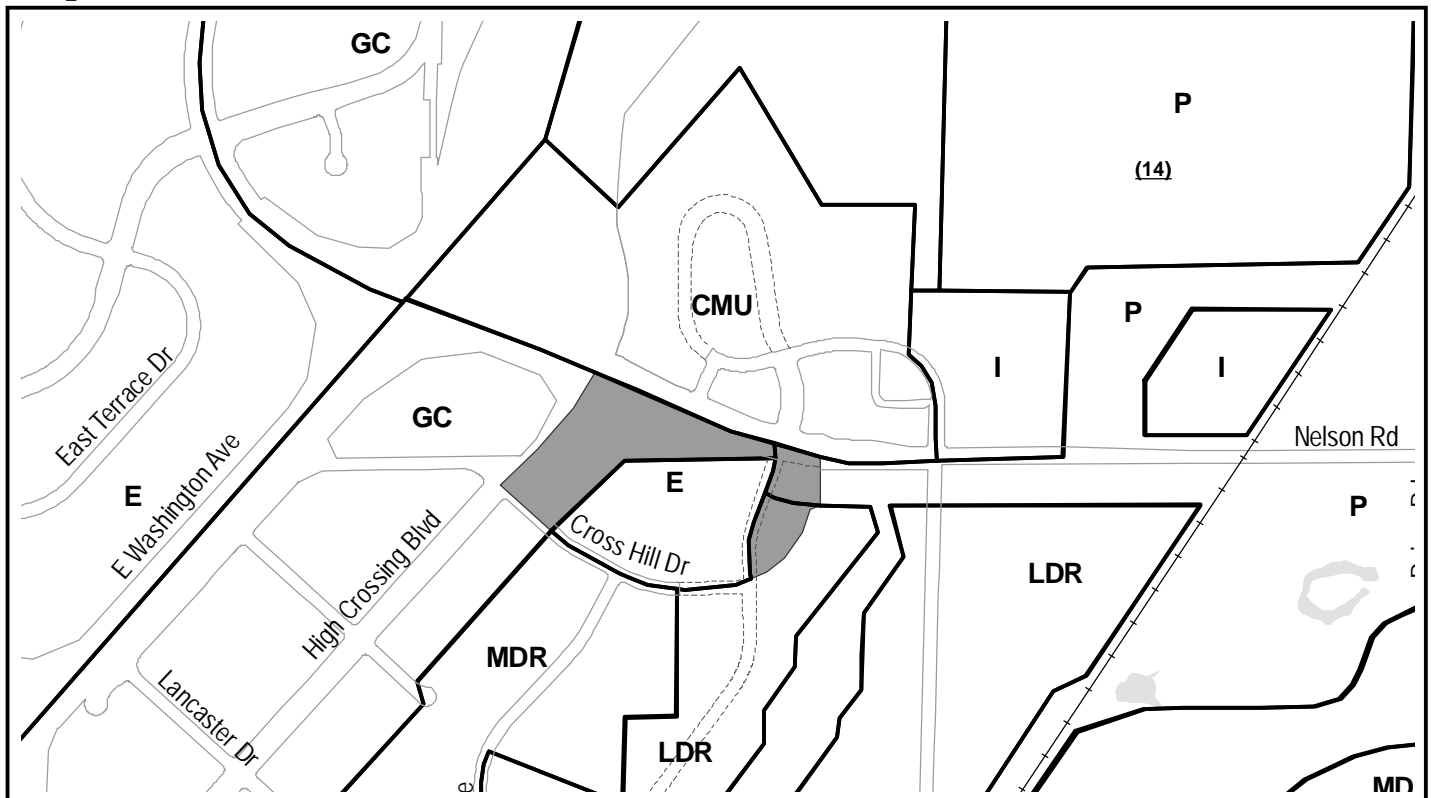 GC
P
(14)
CMU
P
I
I
East Terrace Dr
GC
Nelson Rd
E
E
E Washington Ave
P
Cross Hill Dr
High Crossing Blvd
LDR
MDR
Lancaster Dr
LDR
MD
e